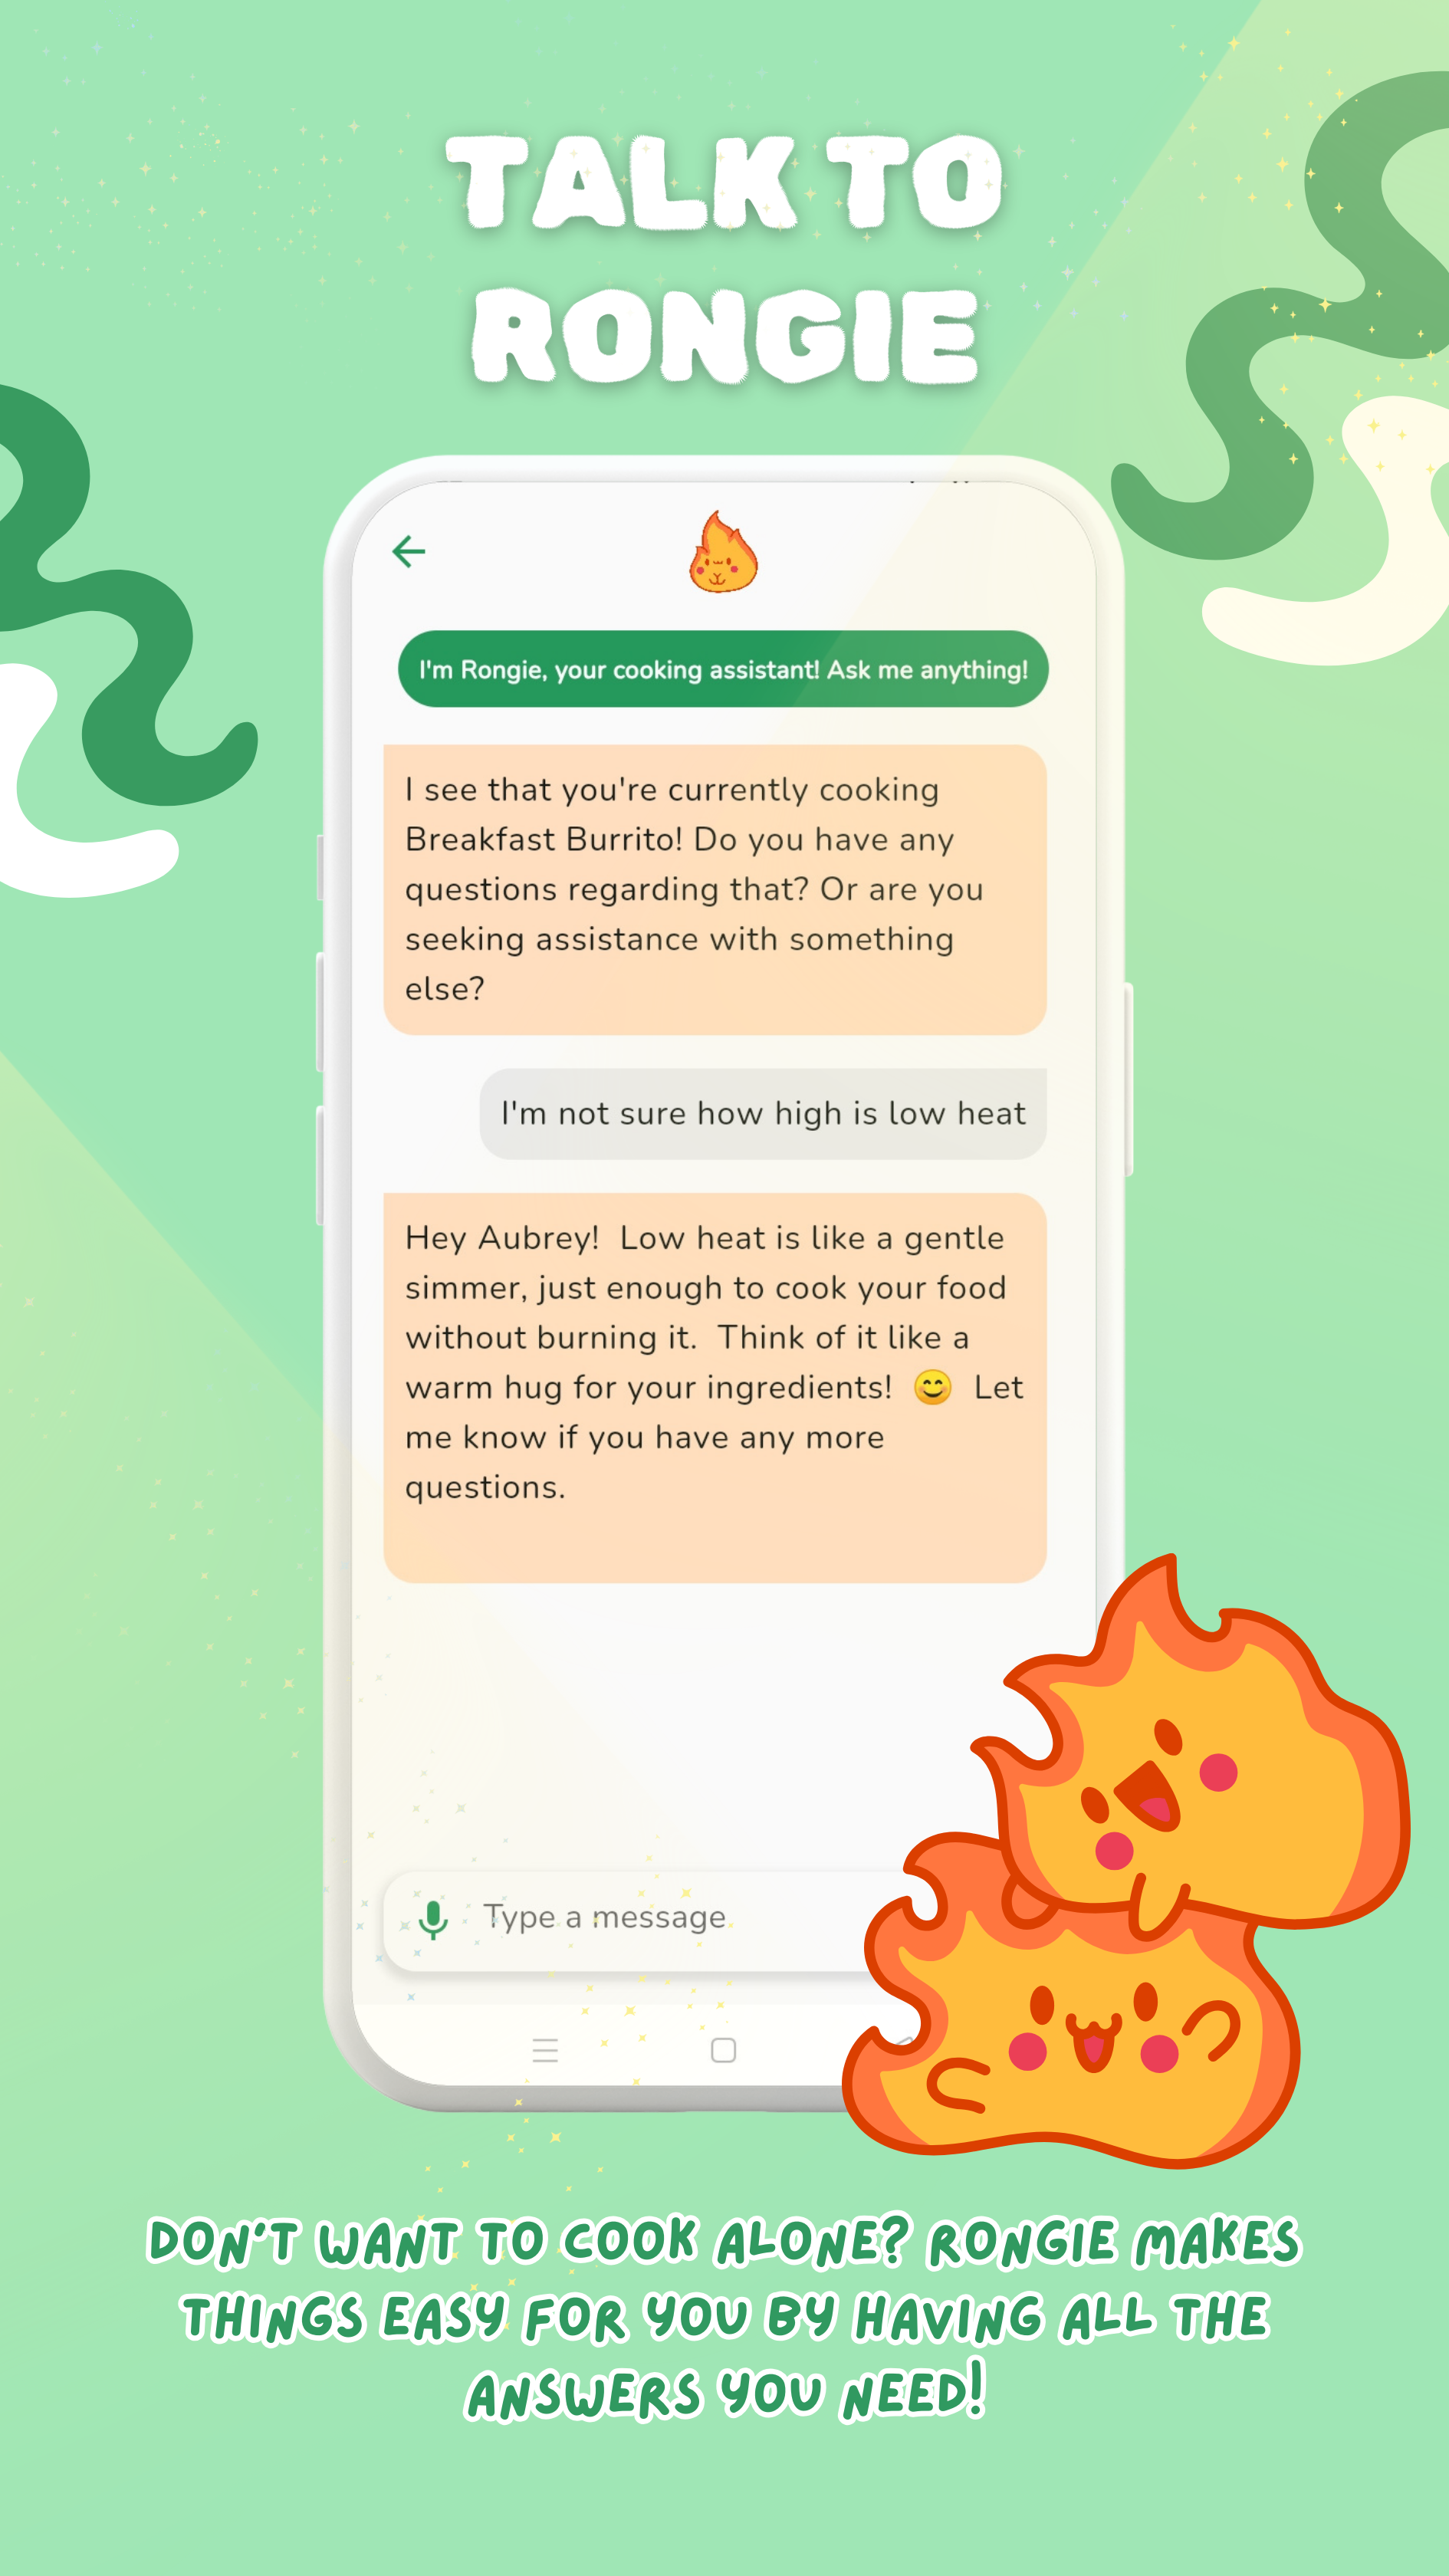 TALK TO
RONGIE
I'm Rongie, your cooking assistant! Ask me anything!
I see that you're currently cooking
Breakfast Burrito! Do you have any
questions regarding that? Or are you
seeking assistance with something
else?
I'm not sure how high is low heat
Hey Aubrey!  Low heat is like a gentle
simmer, just enough to cook your food
without burning it.  Think of it like a
warm hug for your ingredients! 😊 Let
me know if you have any more
questions.
Type a message
DON'T WANT TO COOK ALONE? RONGIE MAKES
THINGS EASY FOR YOU BY HAVING ALL THE
ANSWERS YOU NEED!